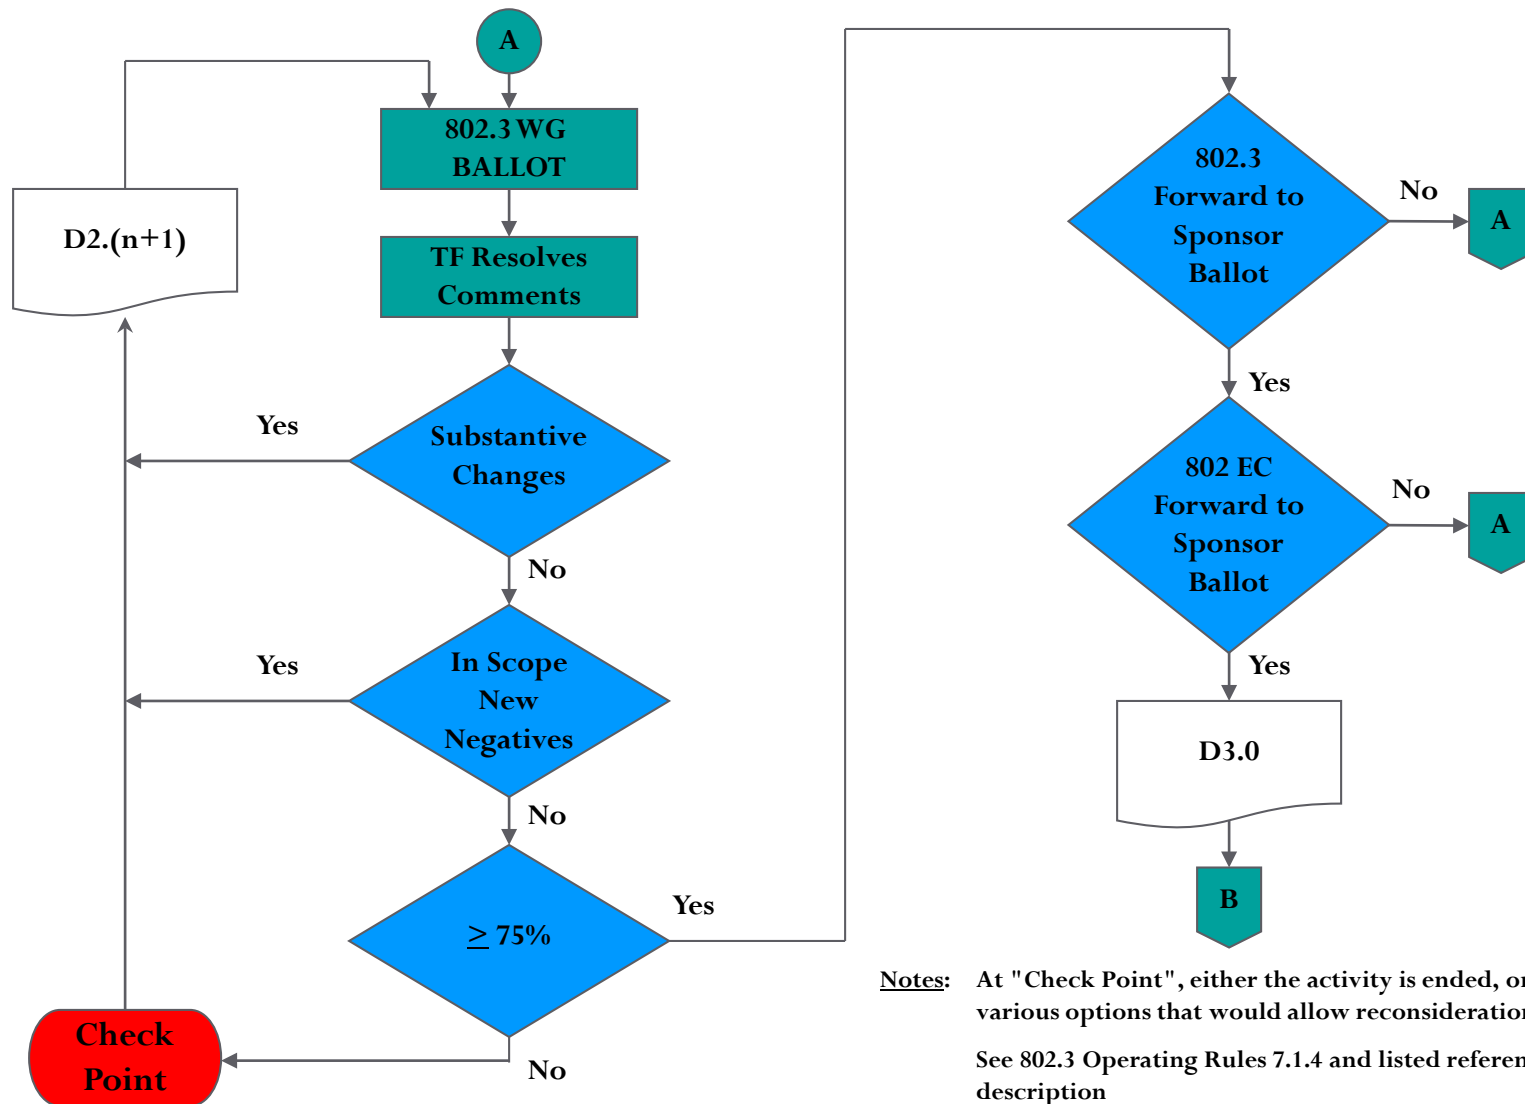 A
802.3 WG
BALLOT
D2.(n+1)
TF Resolves
Comments
Yes
Substantive
Changes
No
Yes
In Scope
New
Negatives
No
≥ 75%
Yes
No
Check
Point
802.3
Forward to
Sponsor
Ballot
No
A
Yes
802 EC
Forward to
Sponsor
Ballot
No
A
Yes
D3.0
B
Notes: At "Check Point", either the activity is ended, or
various options that would allow reconsideration
See 802.3 Operating Rules 7.1.4 and listed referen
description